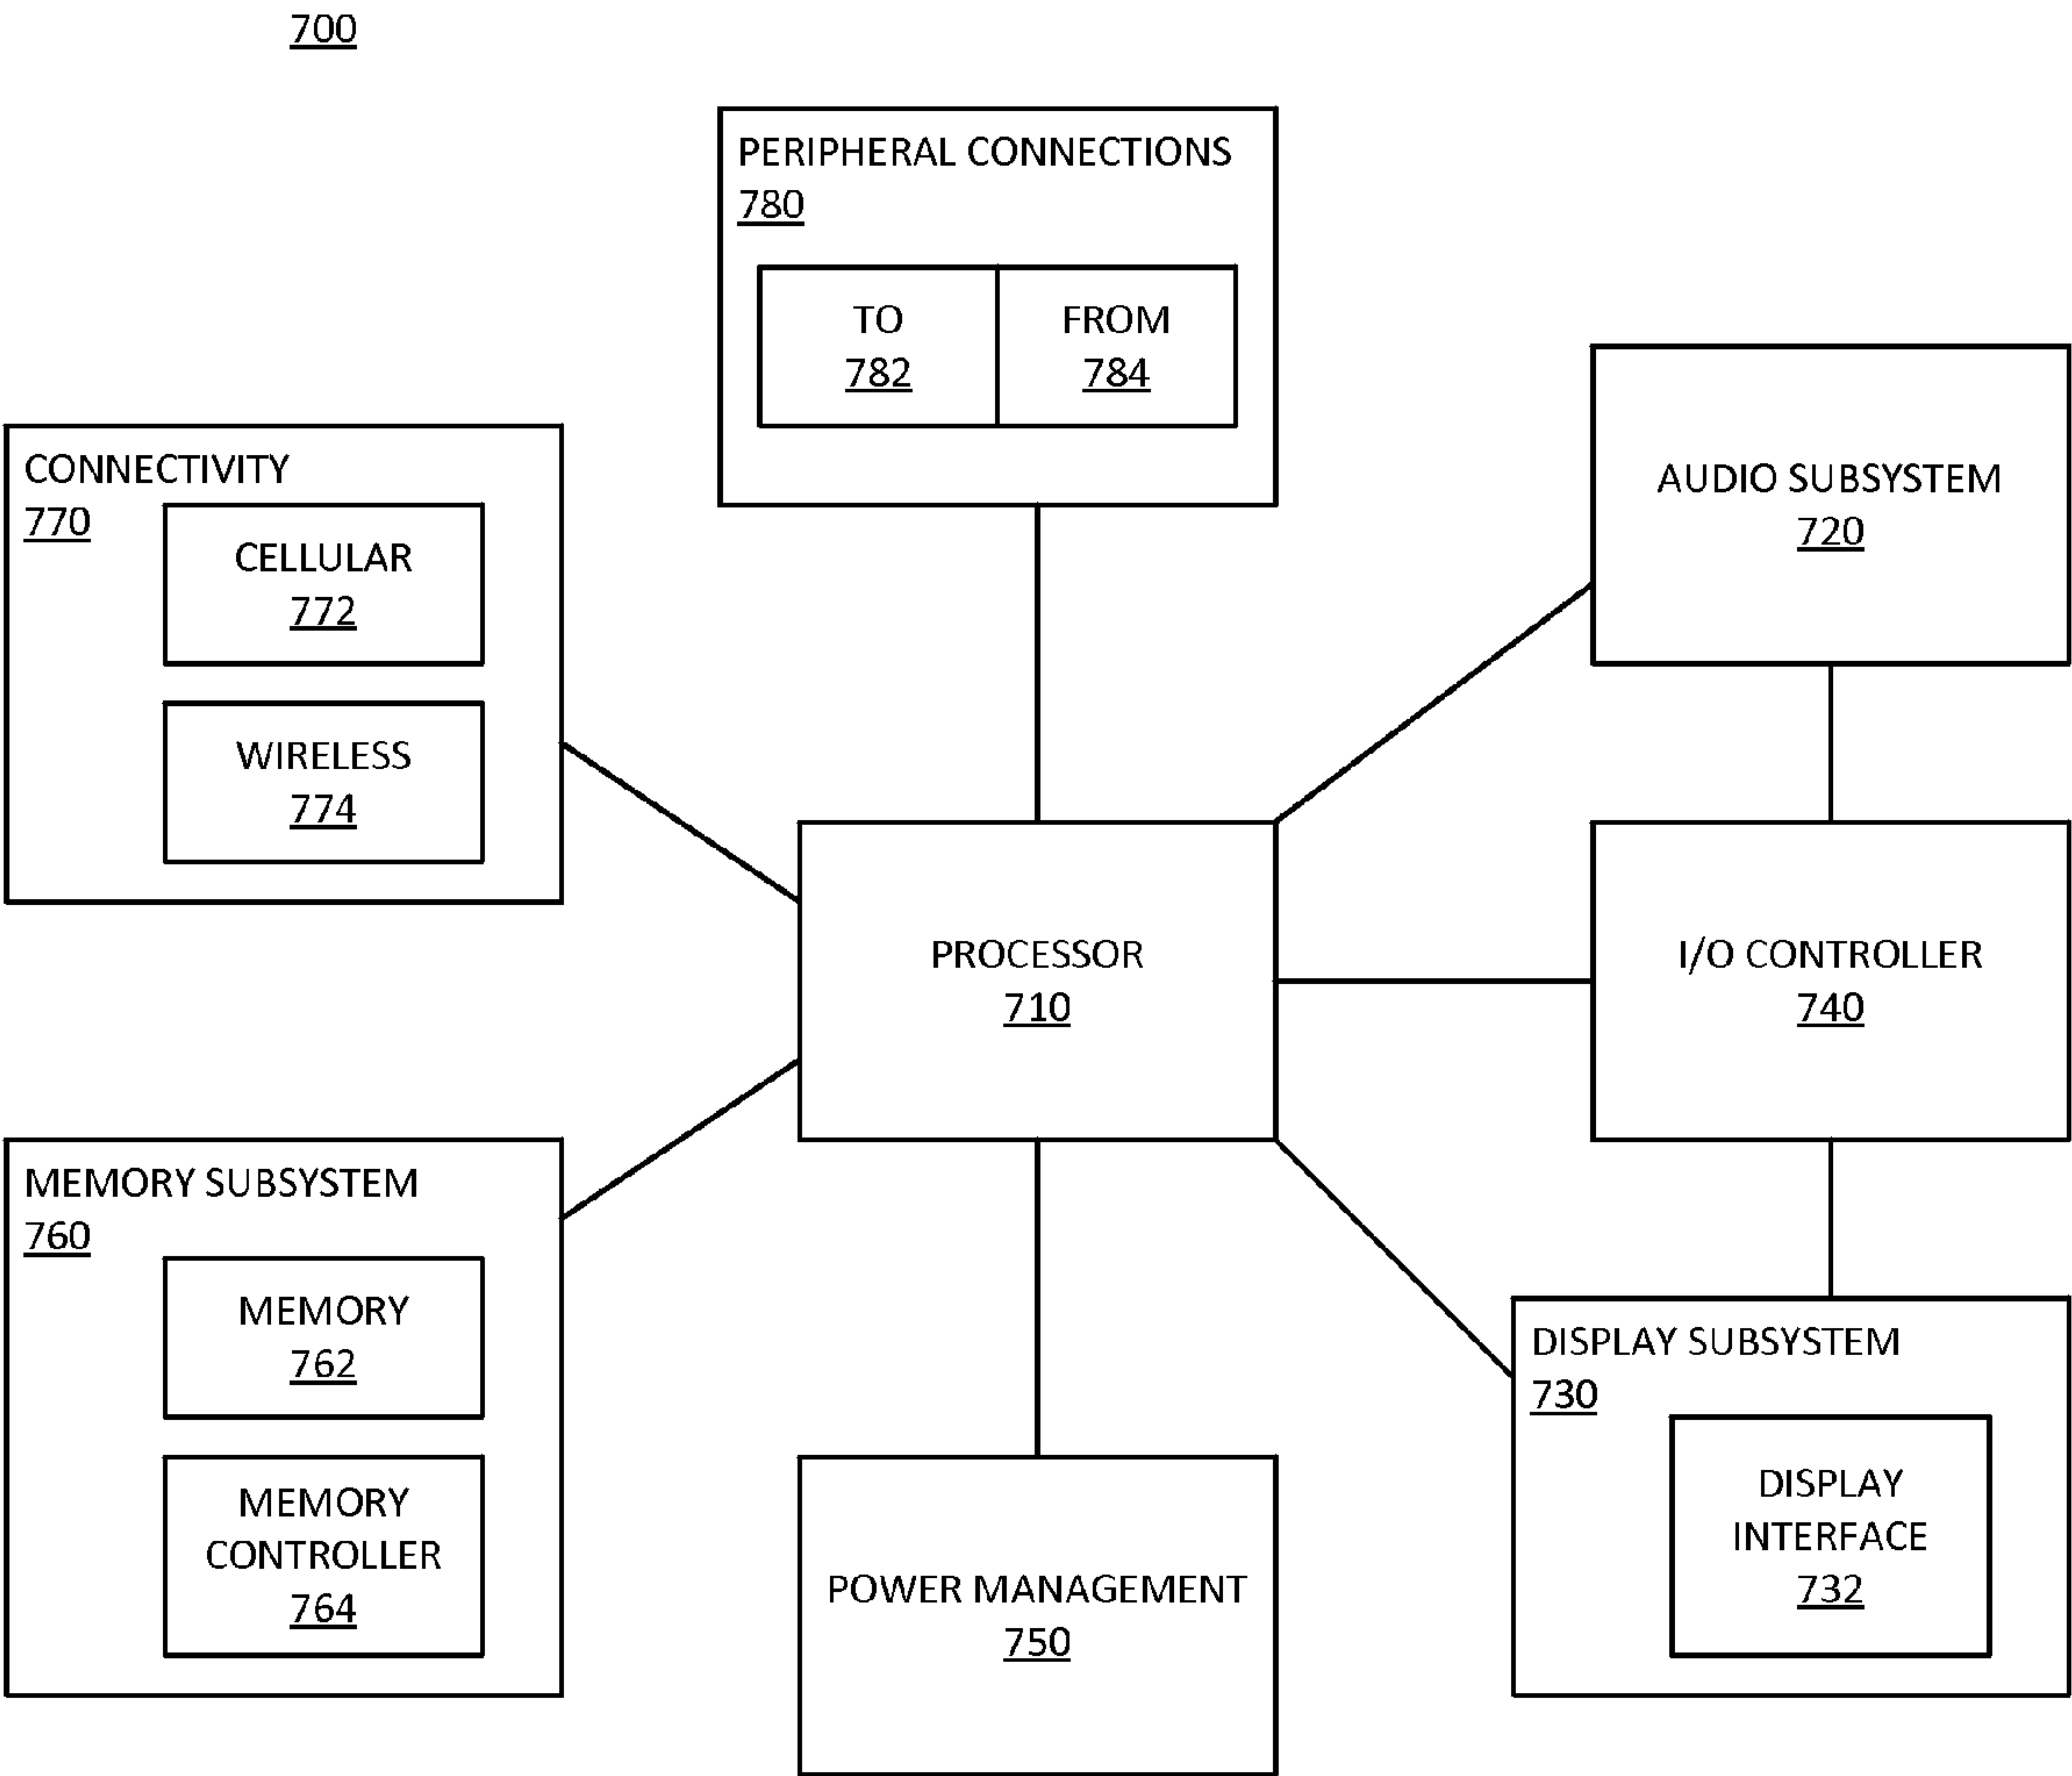 700
PERIPHERAL CONNECTIONS
780
TO
782
FROM
784
CONNECTIVITY
770
CELLULAR
772
WIRELESS
774
AUDIO SUBSYSTEM
720
PROCESSOR
710
I/O CONTROLLER
740
MEMORY SUBSYSTEM
760
MEMORY
762
MEMORY
CONTROLLER
764
POWER MANAGEMENT
750
DISPLAY SUBSYSTEM
730
DISPLAY
INTERFACE
732